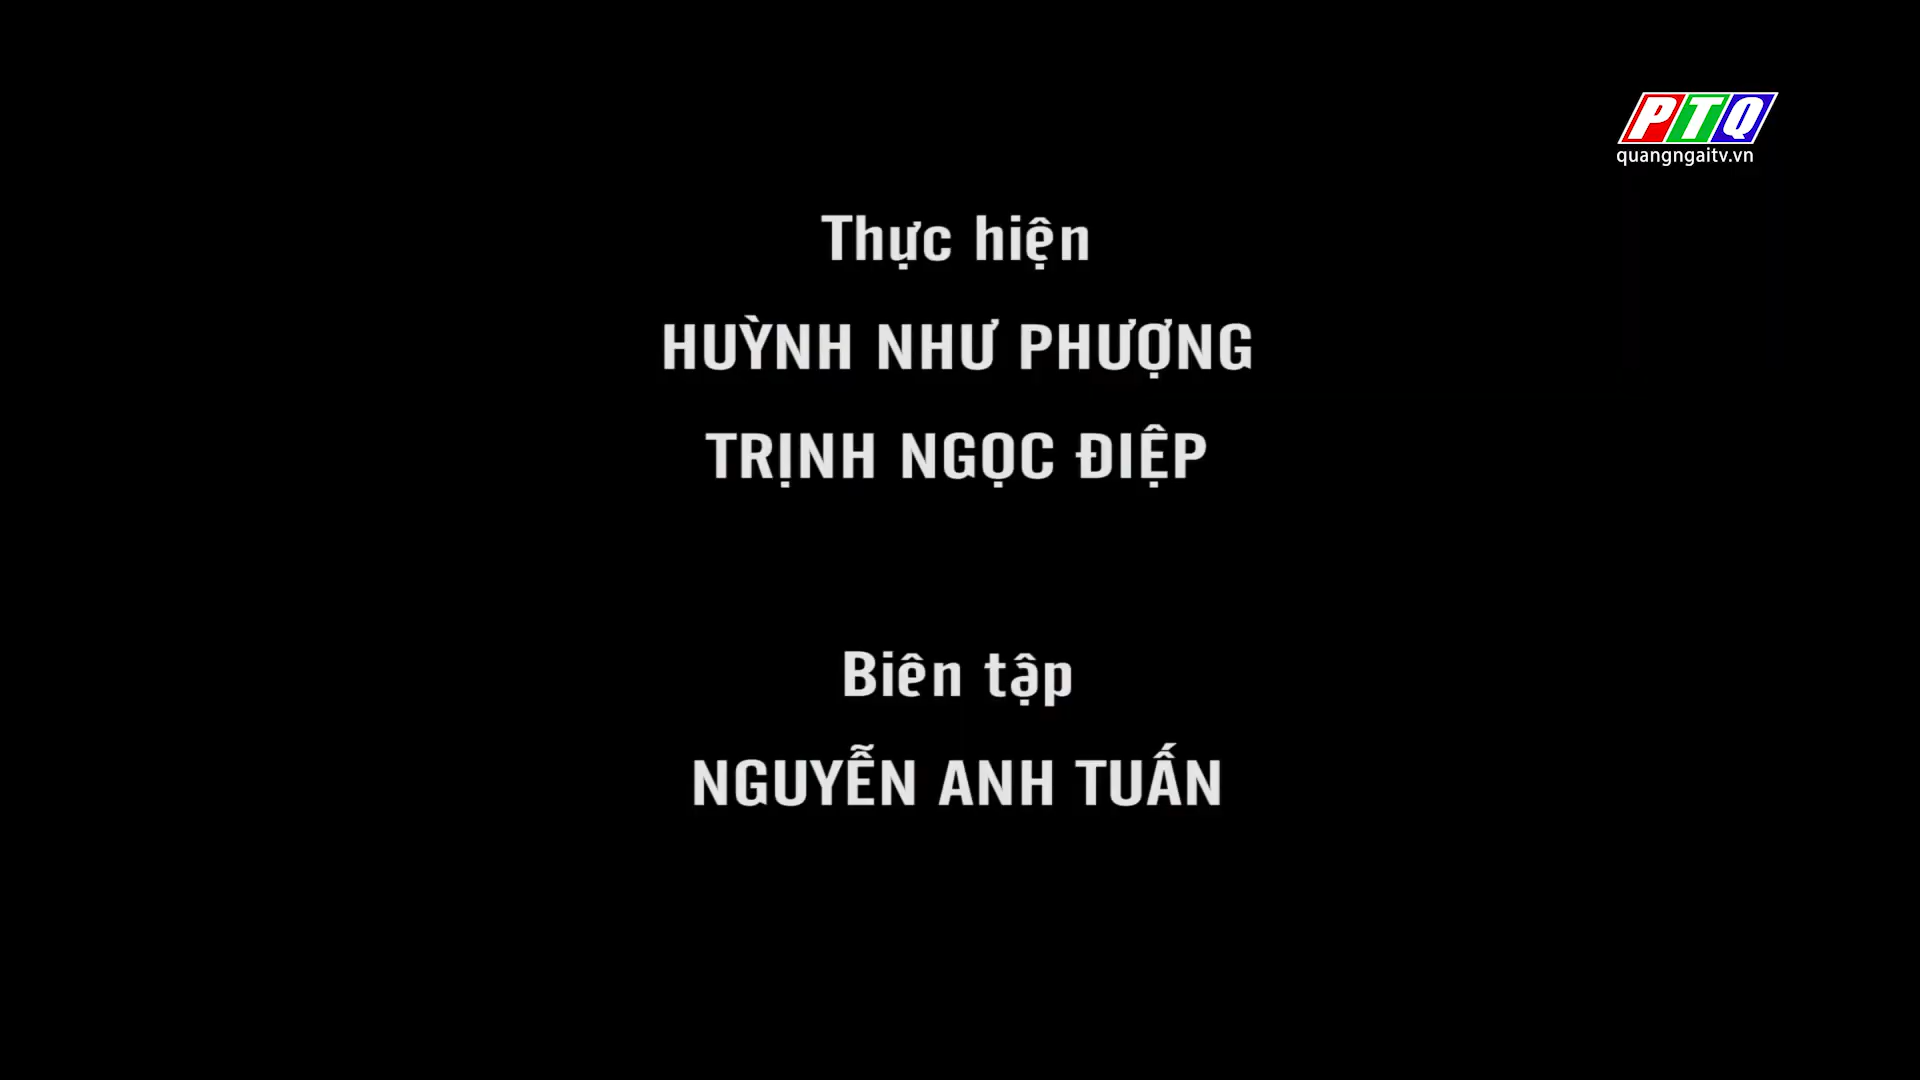 PTQ
quangngaitv.vn
Thực hiện
HUỲNH NHƯ PHƯỢNG
TRỊNH NGỌC ĐIỆP
Biên tập
NGUYỄN ANH TUẤN